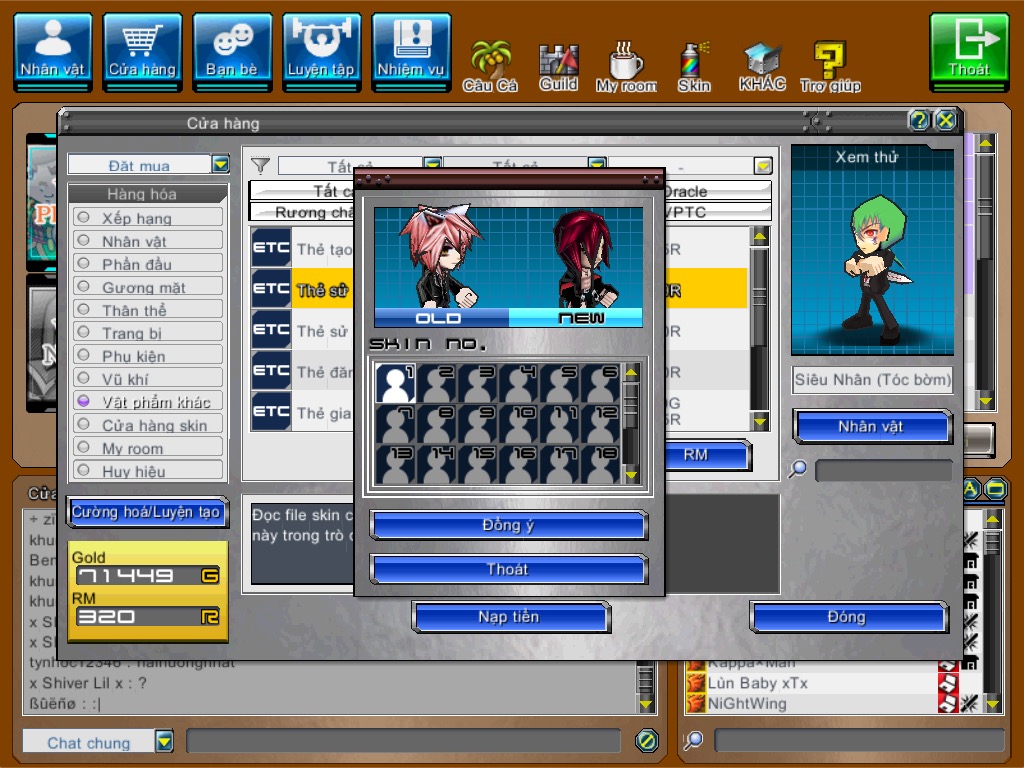 Nhân vật
Cửa hàng
Bạn bè
Luyện tập
Nhiệm vụ
Câu Cá
Guild
My room
Skin
KHÁC
Trợ giúp
Thoát
Cửa hàng
Đặt mua
Hàng hóa
Xếp hạng
Nhân vật
Phần đầu
Gương mặt
Thân thể
Trang bị
Phụ kiện
Vũ khí
Vật phẩm khác
Cửa hàng skin
My room
Huy hiệu
Cường hoá/Luyện tạo
Gold
71449 G
RM
320 R
Tất cả
Tất cả
-
Tất
Oracle
Rương
VPTC
ETC Thẻ tạo
ETC Thẻ sử
ETC Thẻ sử
ETC Thẻ
ETC Thẻ gia
RM
Đọc file skin
này trong trò
OLD
NEW
SKIN NO.
1 2 3 4 5 6
7 8 9 10 11 12
13 14 15 16 17 18
Đồng ý
Thoát
Nạp tiền
Đóng
Xem thử
Siêu Nhân (Tóc bờm)
Nhân vật
x Shiver Lil x : ?
ßûëñø : :|
Chat chung
Kappa×Man
Lùn Baby xTx
NiGhtWing
A